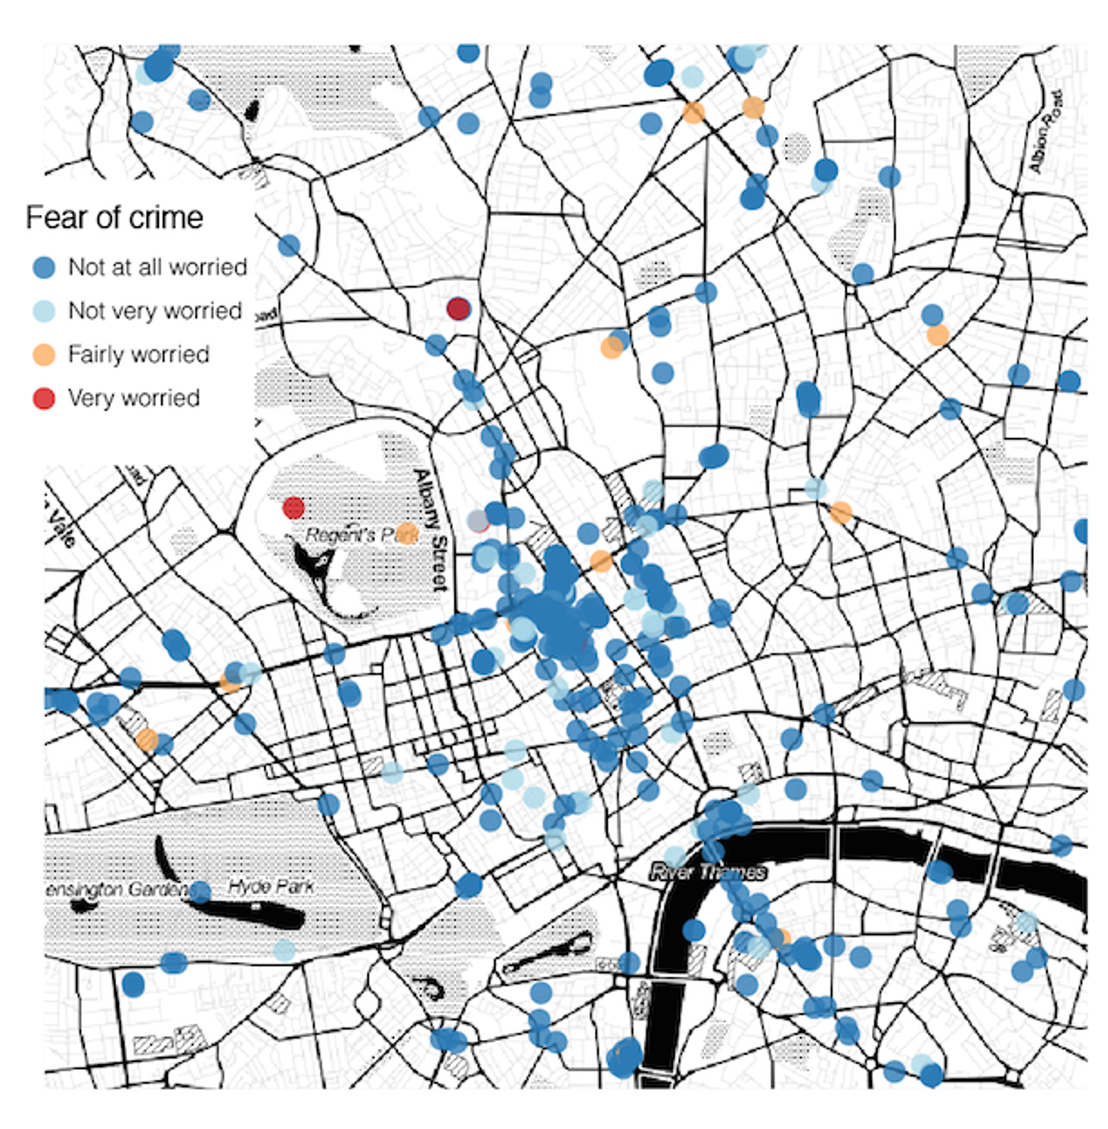 Albion Road
Fear of crime
Not at all worried
Not very worried
oad
Fairly worried
Very worried
Albany Street
ad
Vale
Regent's Park
River Thames
ensington Gardens
Hyde Park